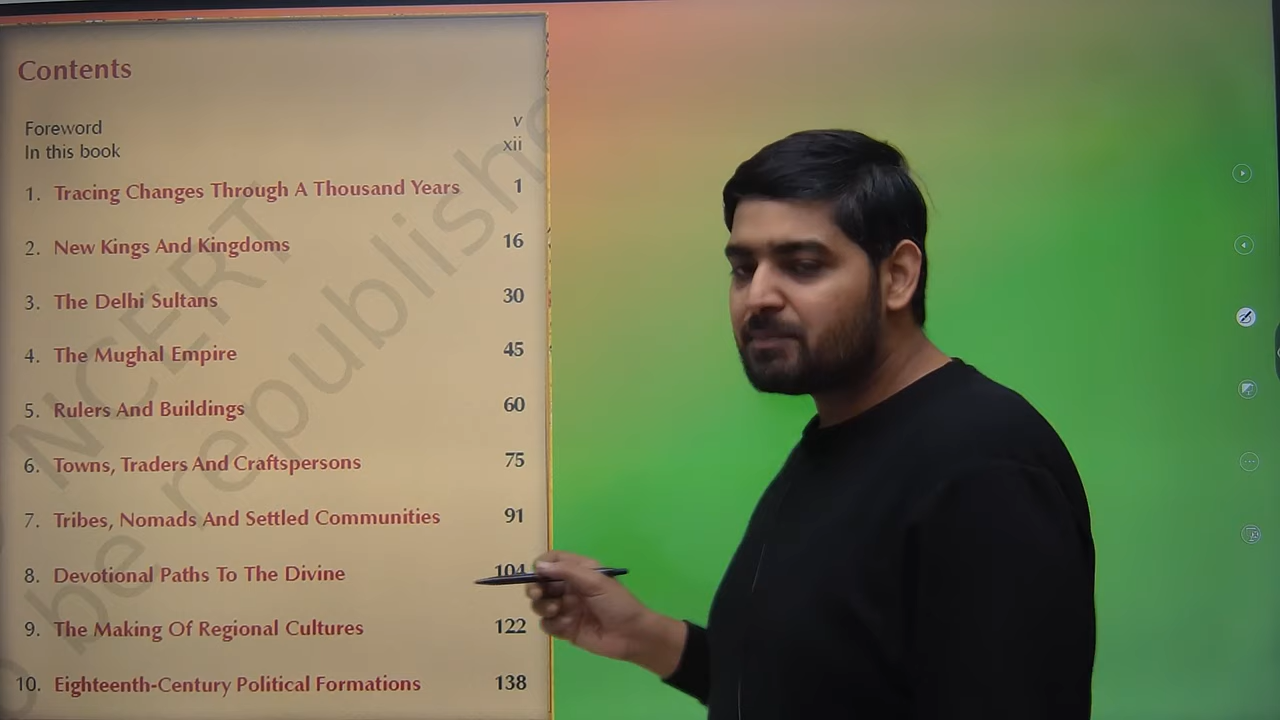 Contents
Foreword v
In this book xii
1. Tracing Changes Through A Thousand Years 1
2. New Kings And Kingdoms 16
3. The Delhi Sultans 30
4. The Mughal Empire 45
5. Rulers And Buildings 60
6. Towns, Traders And Craftspersons 75
7. Tribes, Nomads And Settled Communities 91
8. Devotional Paths To The Divine 104
9. The Making Of Regional Cultures 122
10. Eighteenth-Century Political Formations 138
NCERT
be republishe